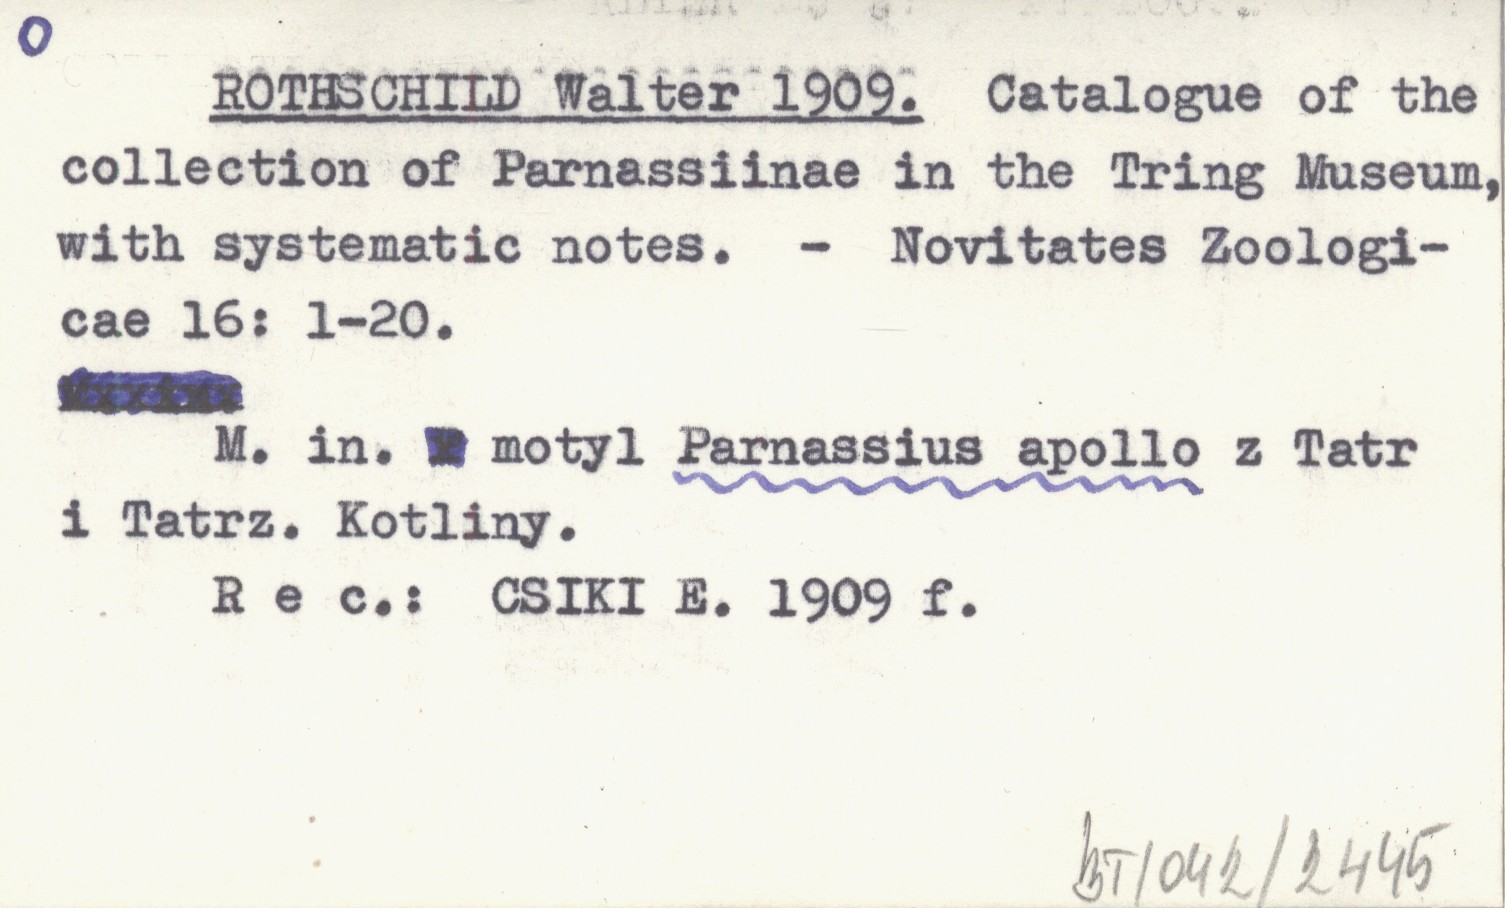 O
ROTHSCHILD Walter 1909. Catalogue of the
collection of Parnassiinae in the Tring Museum,
with systematic notes. - Novitates Zoologi-
cae 16: 1-20.
M. in. motyl Parnassius apollo z Tatr
i Tatrz. Kotliny.
R e c.: CSIKI E. 1909 f.
BT/042/2445